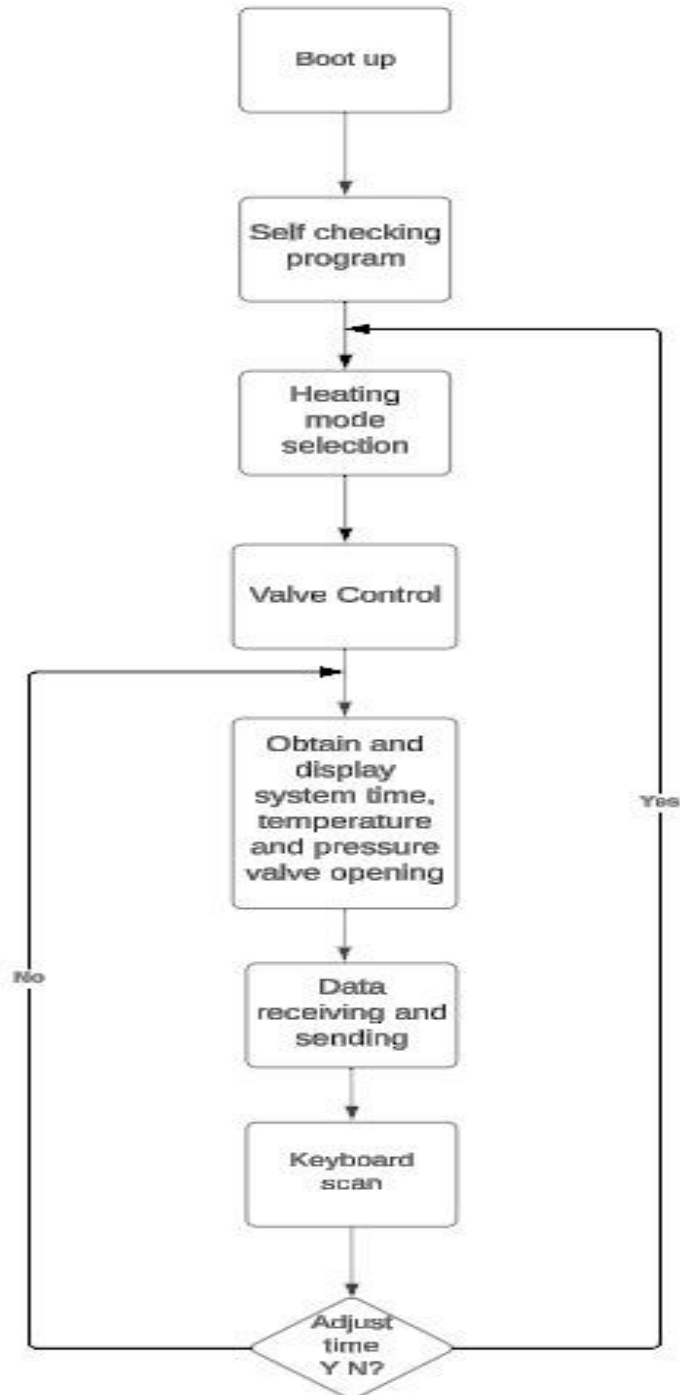 Boot up
Self checking
program
Heating
mode
selection
Valve Control
Obtain and
display
system time,
temperature
and pressure
valve opening
Yes
No
Data
receiving and
sending
Keyboard
scan
Adjust
time
Y N?